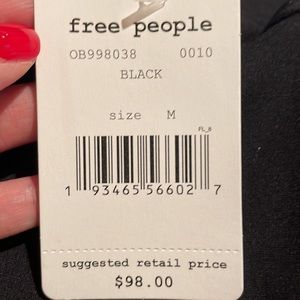 free people
OB998038 0010
BLACK
size M
FL_8
1 93465 56602 7
suggested retail price
$98.00